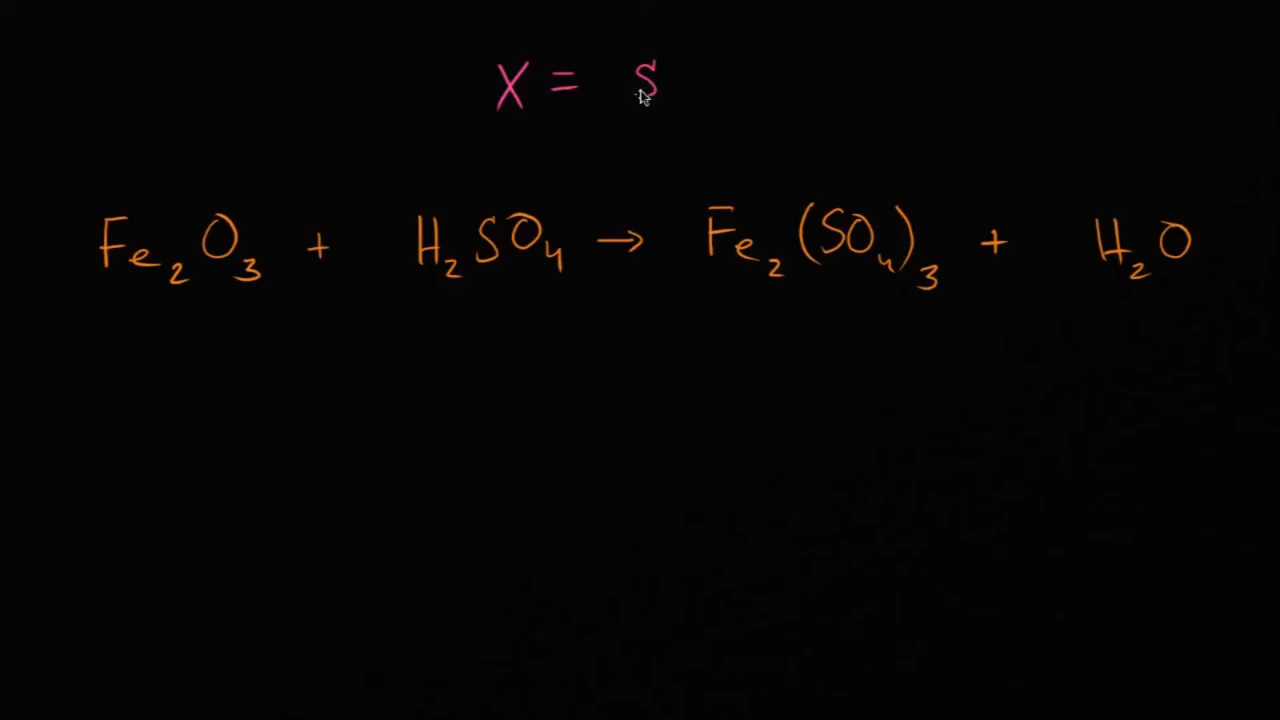 X = S
Fe₂O₃ + H₂SO₄ → Fe₂(SO₄)₃ + H₂O